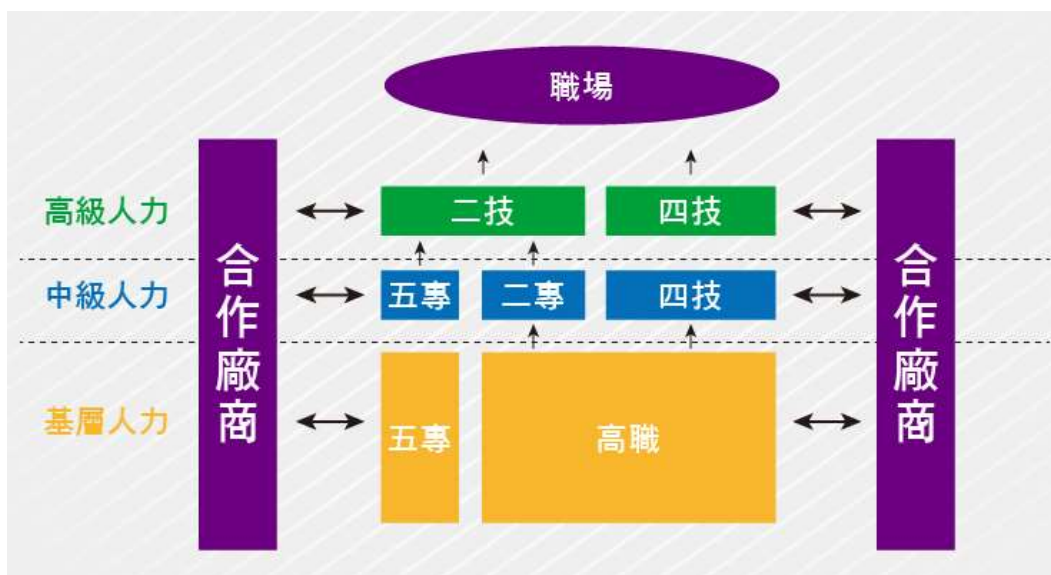 職場
高級人力
二技
四技
合作廠商
合作廠商
中級人力
五專
二專
四技
基層人力
五專
高職